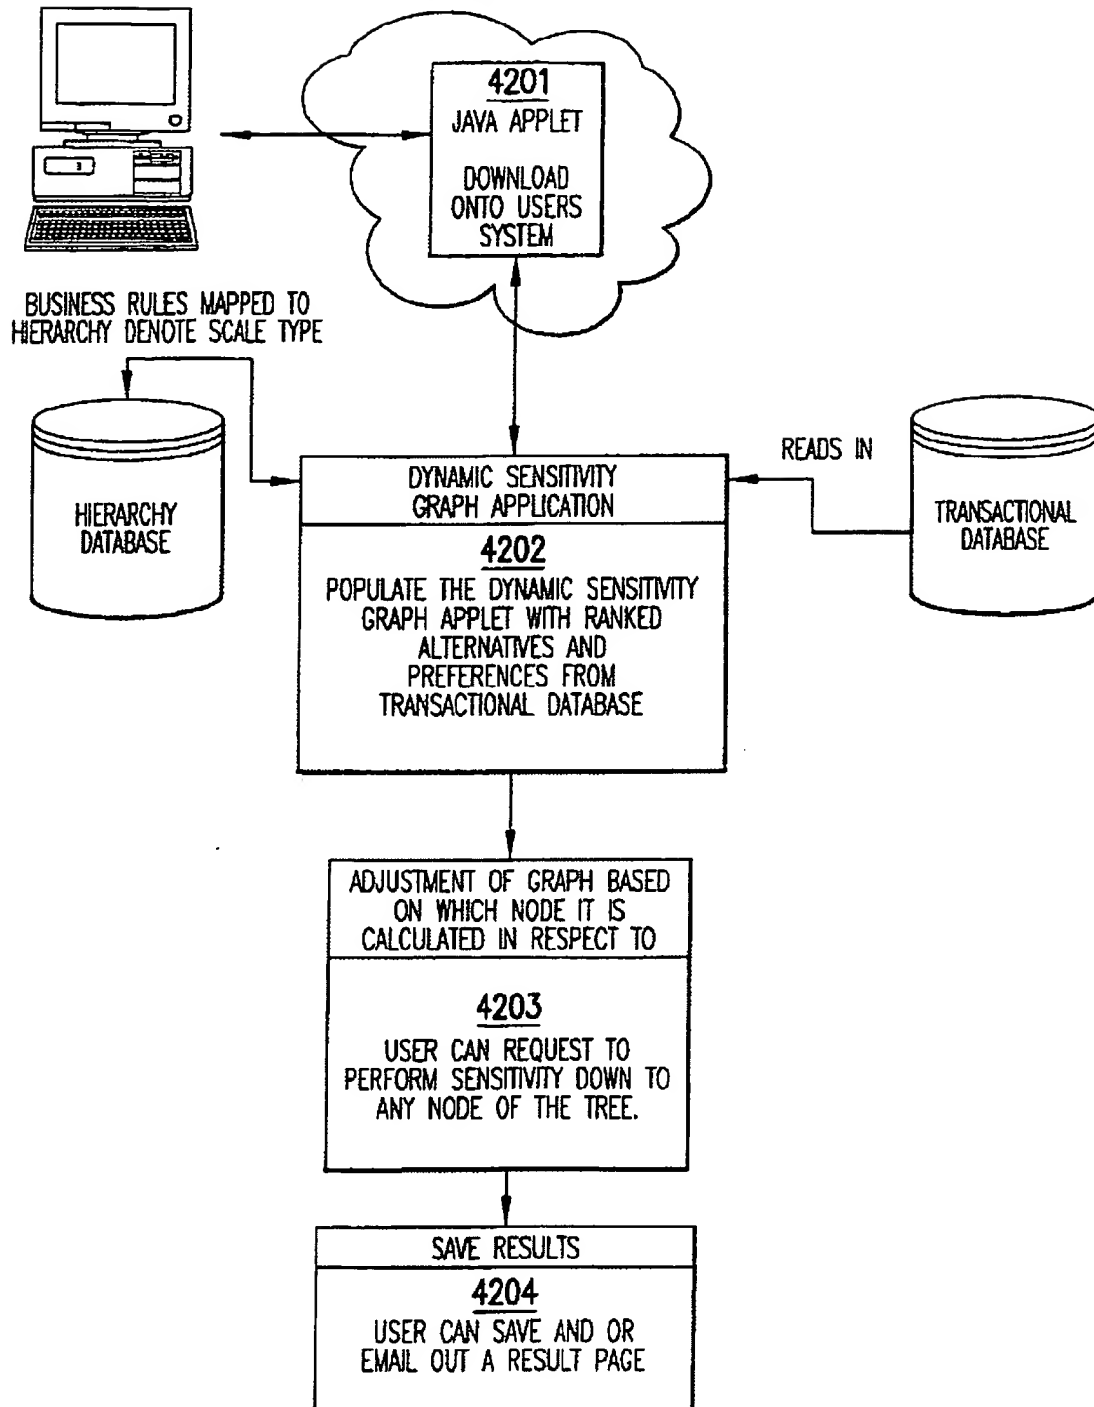 4201
JAVA APPLET
DOWNLOAD
ONTO USERS
SYSTEM
BUSINESS RULES MAPPED TO
HIERARCHY DENOTE SCALE TYPE
HIERARCHY
DATABASE
DYNAMIC SENSITIVITY
GRAPH APPLICATION
READS IN
TRANSACTIONAL
DATABASE
4202
POPULATE THE DYNAMIC SENSITIVITY
GRAPH APPLET WITH RANKED
ALTERNATIVES AND
PREFERENCES FROM
TRANSACTIONAL DATABASE
ADJUSTMENT OF GRAPH BASED
ON WHICH NODE IT IS
CALCULATED IN RESPECT TO
4203
USER CAN REQUEST TO
PERFORM SENSITIVITY DOWN TO
ANY NODE OF THE TREE.
SAVE RESULTS
4204
USER CAN SAVE AND OR
EMAIL OUT A RESULT PAGE